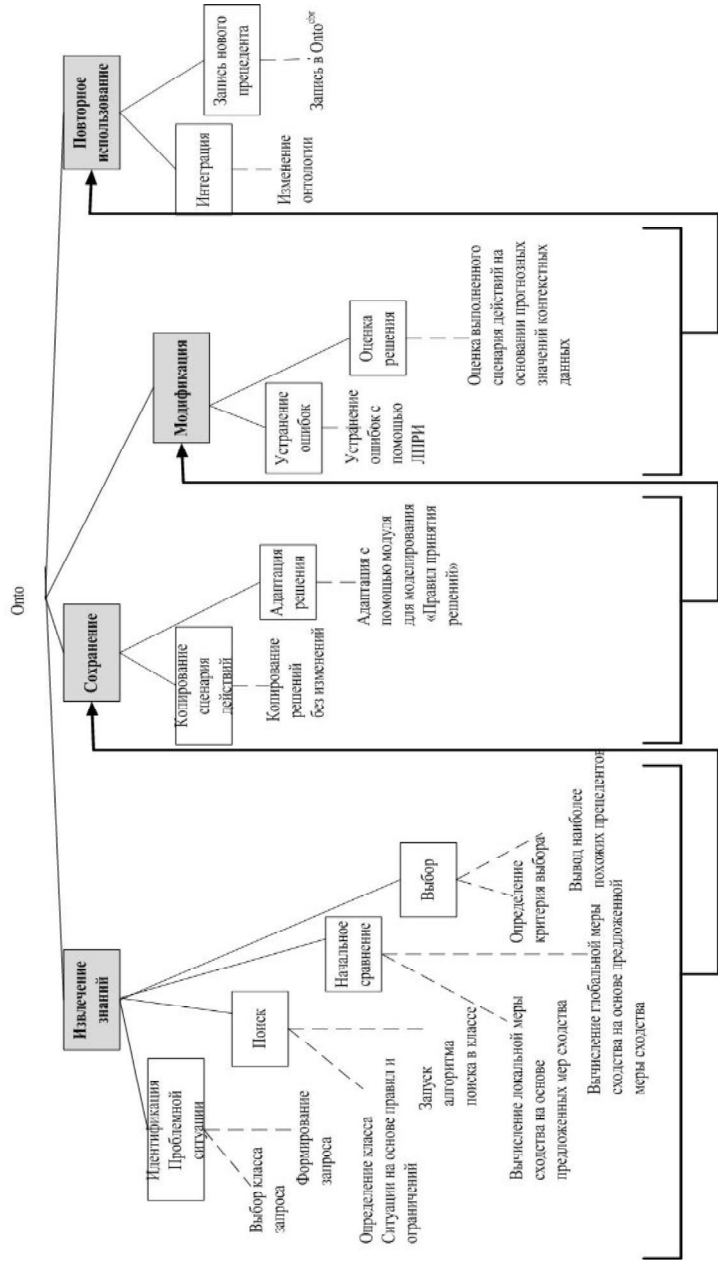 Onto
Извлечение
знаний
Сохранение
Модификация
Повторное
использование
Идентификация
Проблемной
ситуации
Поиск
Начальное
сравнение
Выбор
Выбор класса
запроса
Формирование
запроса
Определение класса
Ситуации на основе правил и
ограничений
Запуск
алгоритма
поиска в классе
Вычисление локальной меры
сходства на основе
предложенных мер сходства
Вычисление глобальной меры
сходства на основе предложенной
меры сходства
Определение
критерия выбора
Вывод наиболее
похожих прецедентов
Копирование
сценария
действий
Адаптация
решения
Копирование
решений
без изменений
Адаптация с
помощью модуля
для моделирования
«Правил принятия
решений»
Устранение
ошибок
Оценка
решения
Устранение
ошибок с
помощью
ЛПРИ
Оценка выполненного
сценария действий на
основании прогнозных
значений контекстных
данных
Интеграция
Запись нового
прецедента
Изменение
онтологии
Запись в Onto^cbr